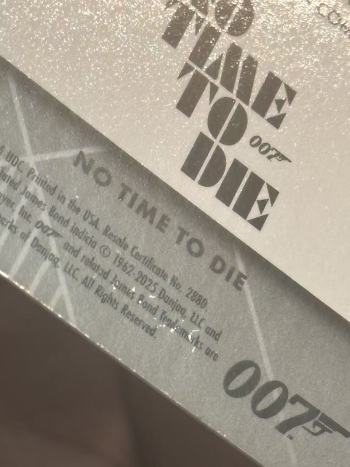 NO
TIME
TO
DIE 007
NO TIME TO DIE
UDC. Printed in the USA. Resale Certificate No. 2880.
James Bond Indicia © 1962-2025 Danjaq, LLC and
Inc. 007 and related James Bond Trademarks are
of Danjaq, LLC. All Rights Reserved.
007